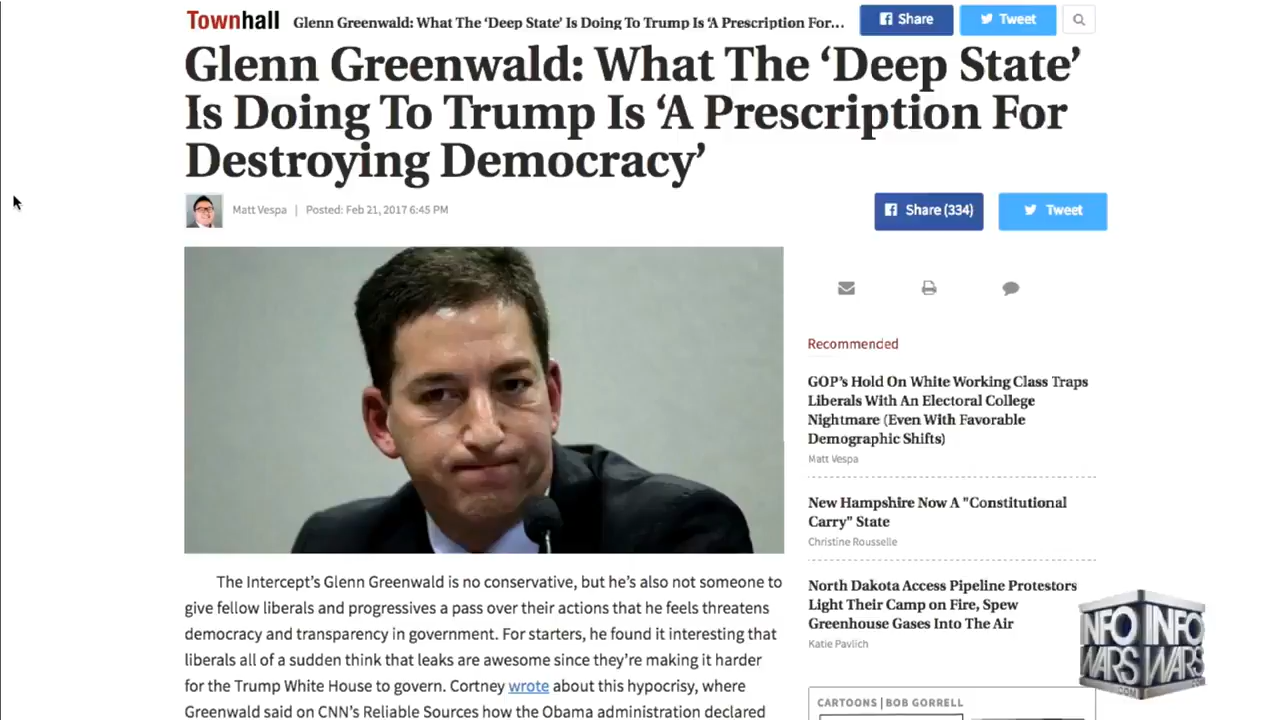 Townhall Glenn Greenwald: What The ‘Deep State’ Is Doing To Trump Is ‘A Prescription For... Share Tweet
Glenn Greenwald: What The ‘Deep State’
Is Doing To Trump Is ‘A Prescription For
Destroying Democracy’
Matt Vespa | Posted: Feb 21, 2017 6:45 PM
Share (334) Tweet
The Intercept’s Glenn Greenwald is no conservative, but he’s also not someone to
give fellow liberals and progressives a pass over their actions that he feels threatens
democracy and transparency in government. For starters, he found it interesting that
liberals all of a sudden think that leaks are awesome since they’re making it harder
for the Trump White House to govern. Cortney wrote about this hypocrisy, where
Greenwald said on CNN’s Reliable Sources how the Obama administration declared
Recommended
GOP’s Hold On White Working Class Traps
Liberals With An Electoral College
Nightmare (Even With Favorable
Demographic Shifts)
Matt Vespa
New Hampshire Now A "Constitutional
Carry” State
Christine Rousselle
North Dakota Access Pipeline Protestors
Light Their Camp on Fire, Spew
Greenhouse Gases Into The Air
Katie Pavlich
CARTOONS | BOB GORRELL
INFO INFO
WARS WARS
.COM